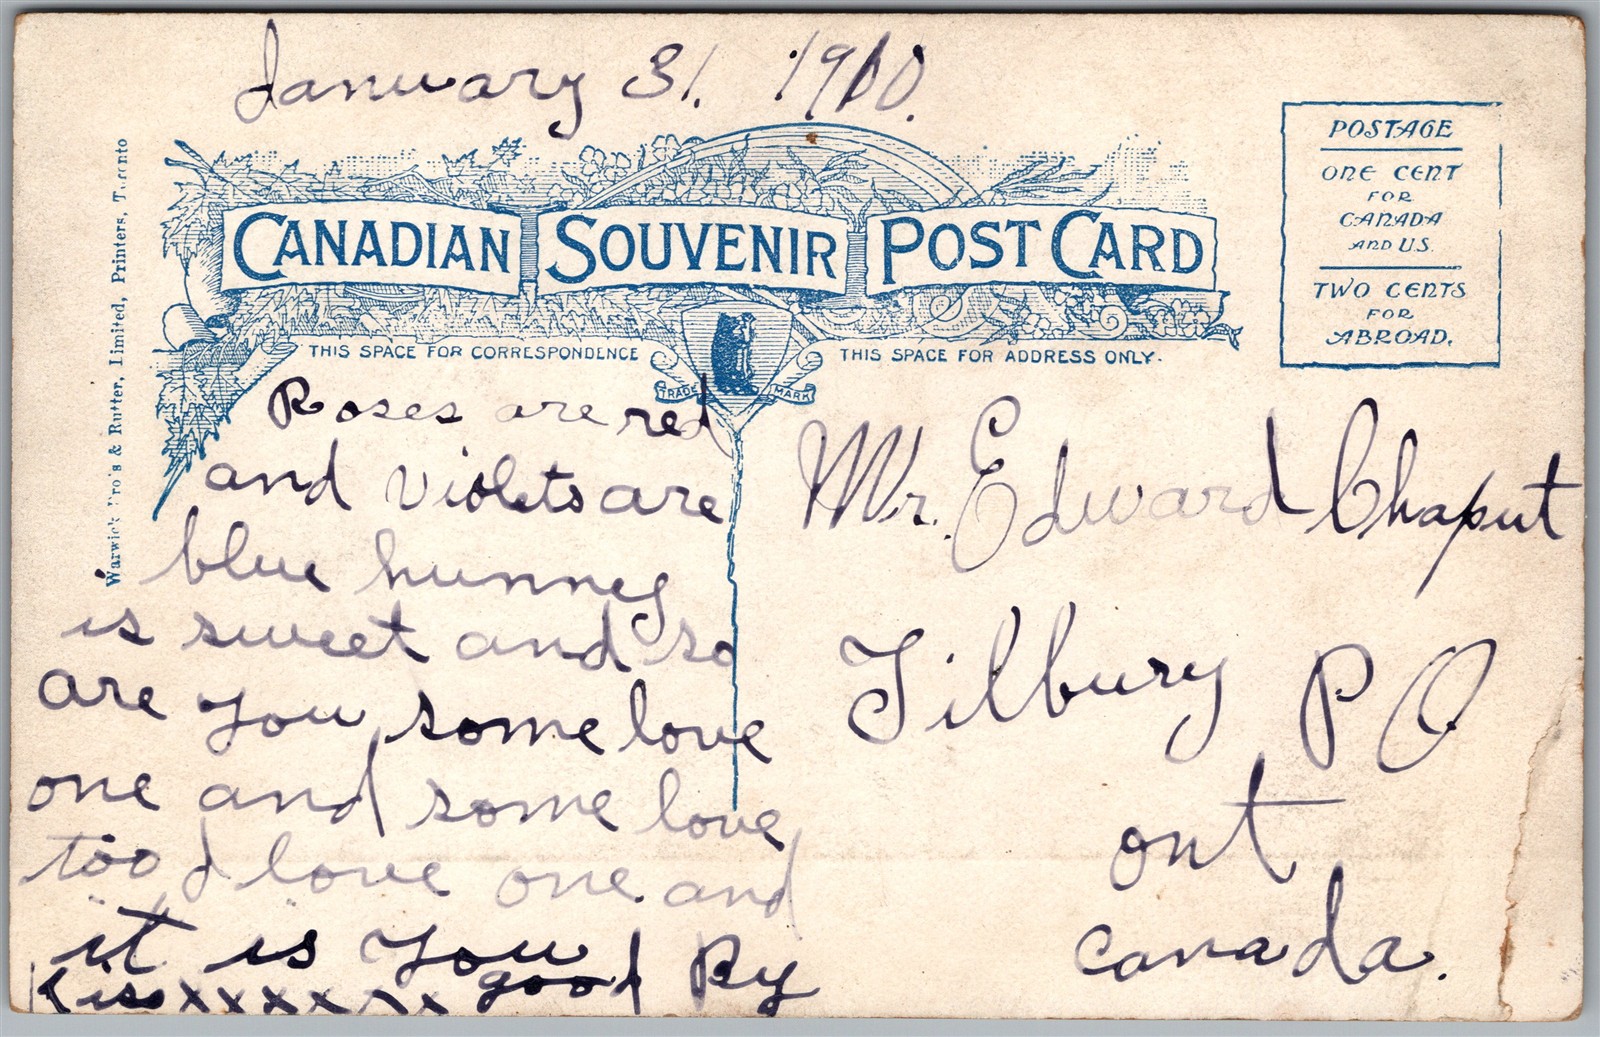 January 31. 1910.
CANADIAN SOUVENIR POST CARD
POSTAGE
ONE CENT
FOR
CANADA
AND U.S.
TWO CENTS
FOR
ABROAD.
Warwick Bro's & Rutter, Limited, Printers, Toronto
THIS SPACE FOR CORRESPONDENCE
THIS SPACE FOR ADDRESS ONLY.
TRADE MARK
Roses are red
and violets are
blue hunney
is sweet and so
are you some love
one and some love
too I love one and
it is you
Kiss xxxxxxx good By
Mr. Edward Chaput
Tilbury P O
ont
canada.